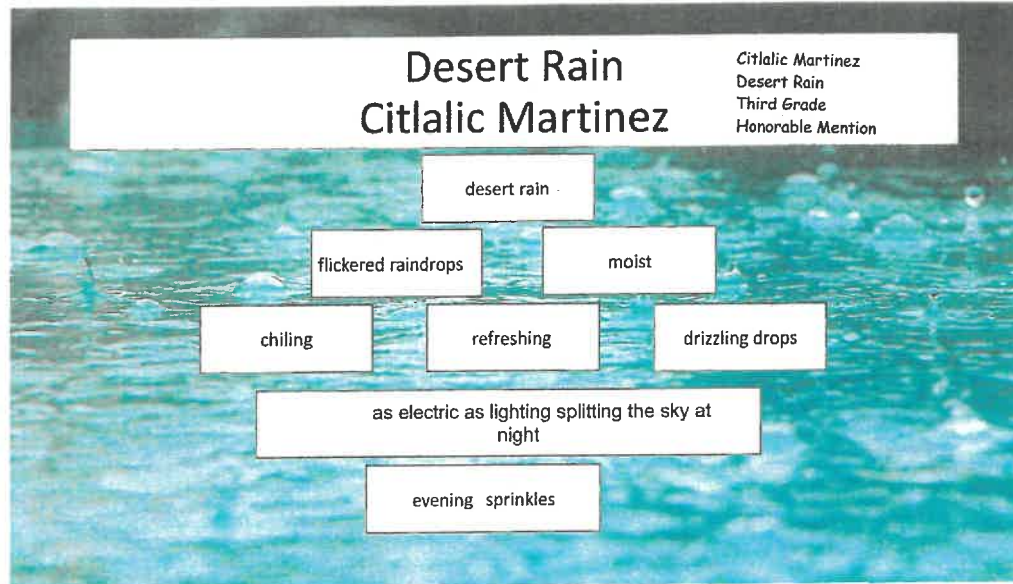 Desert Rain
Citlalic Martinez
Citlalic Martinez
Desert Rain
Third Grade
Honorable Mention
desert rain
flickered raindrops
moist
chiling
refreshing
drizzling drops
as electric as lighting splitting the sky at
night
evening sprinkles